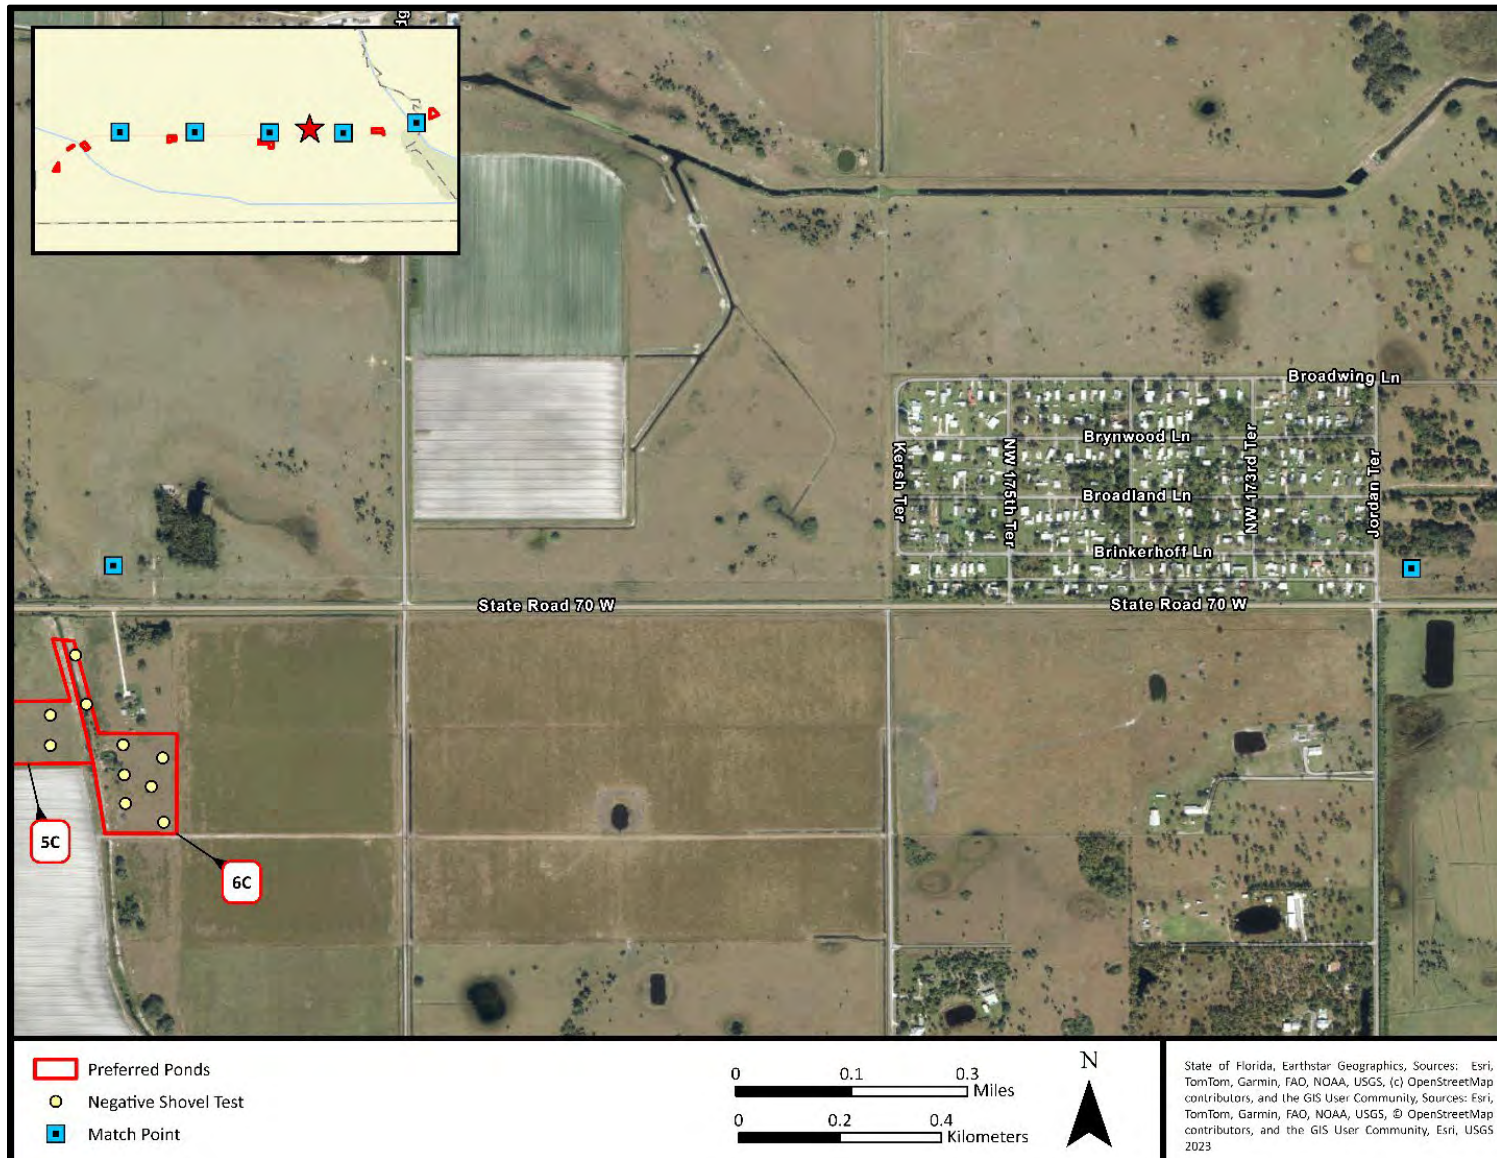 Broadwing Ln
Brynwood Ln
Kersh Ter
NW 175th Ter
Broadland Ln
NW 173rd Ter
Jordan Ter
Brinkerhoff Ln
State Road 70 W
State Road 70 W
5C
6C
Preferred Ponds
Negative Shovel Test
Match Point
0 0.1 0.3
Miles
0 0.2 0.4
Kilometers
N
State of Florida, Earthstar Geographics, Sources: Esri,
TomTom, Garmin, FAO, NOAA, USGS, (c) OpenStreetMap
contributors, and the GIS User Community, Sources: Esri,
TomTom, Garmin, FAO, NOAA, USGS, © OpenStreetMap
contributors, and the GIS User Community, Esri, USGS
2023